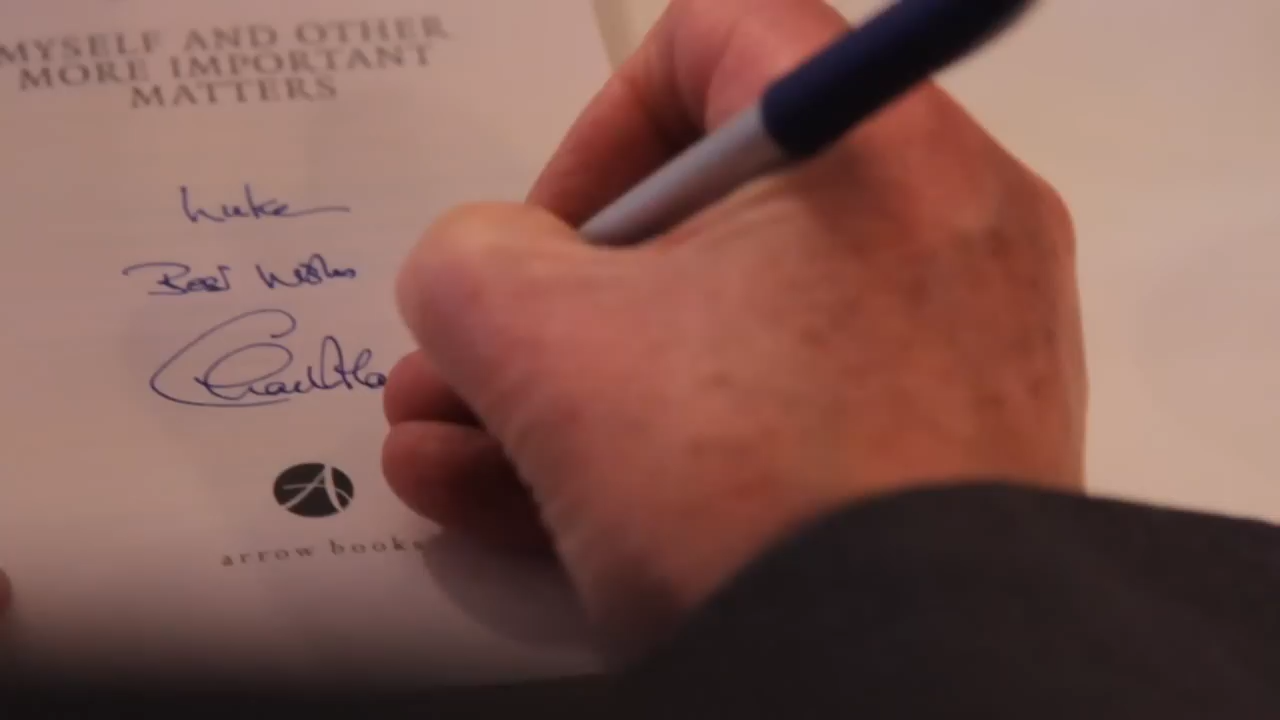 MYSELF AND OTHER
MORE IMPORTANT
MATTERS
Luke
Best Wishes
arrow books